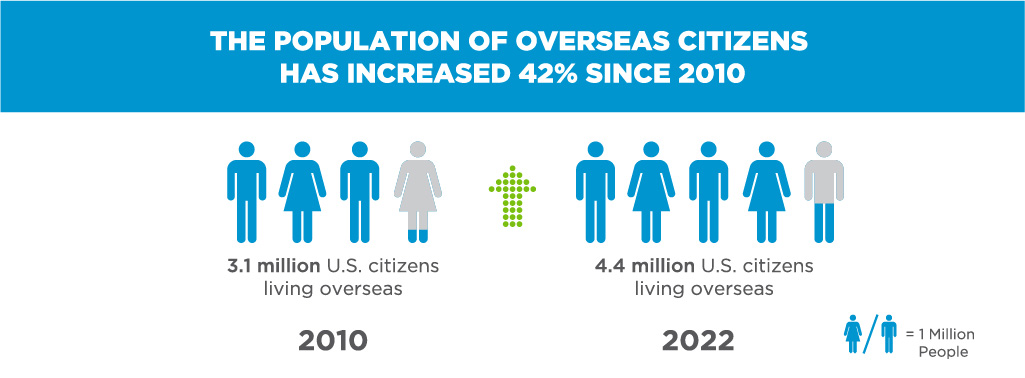 THE POPULATION OF OVERSEAS CITIZENS
HAS INCREASED 42% SINCE 2010
3.1 million U.S. citizens
living overseas
2010
4.4 million U.S. citizens
living overseas
2022
= 1 Million
People